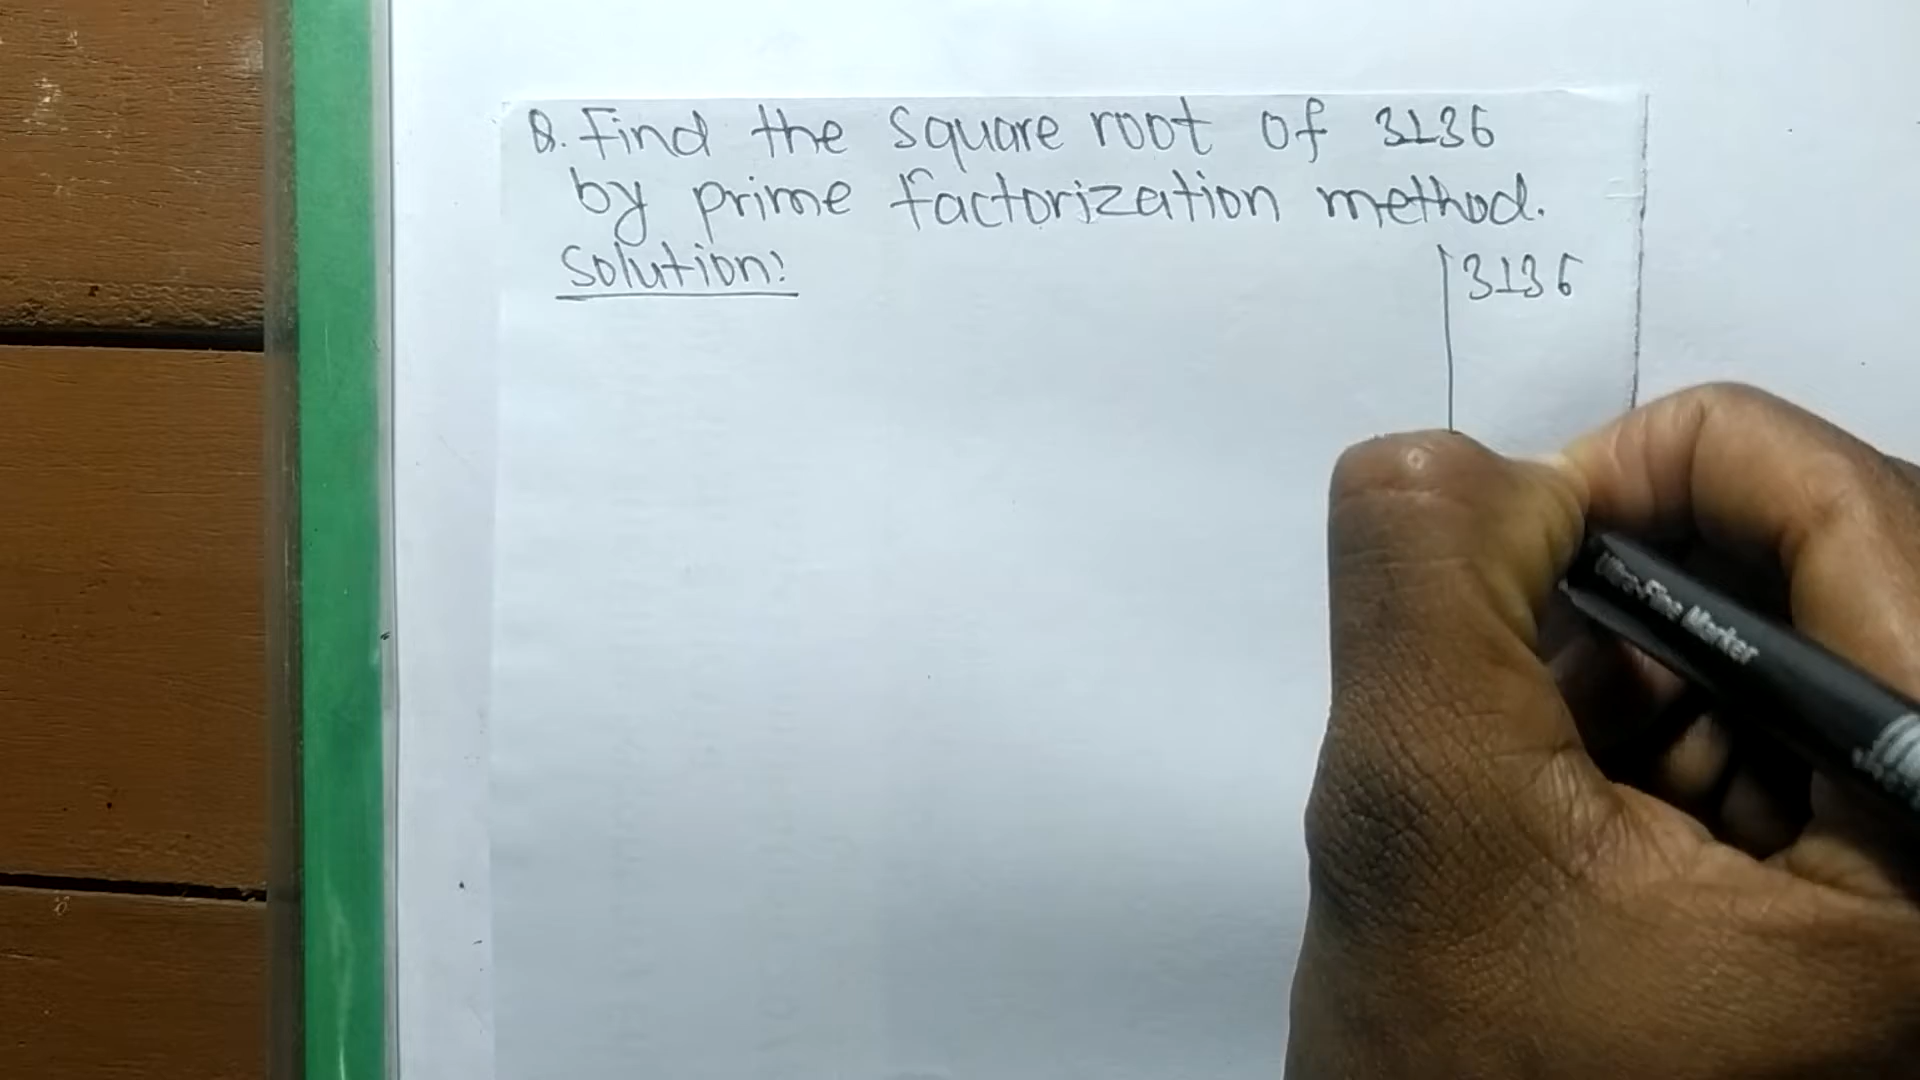 Q. Find the square root of 3136
by prime factorization method.
Solution:
3136
Ultra-Fine Marker